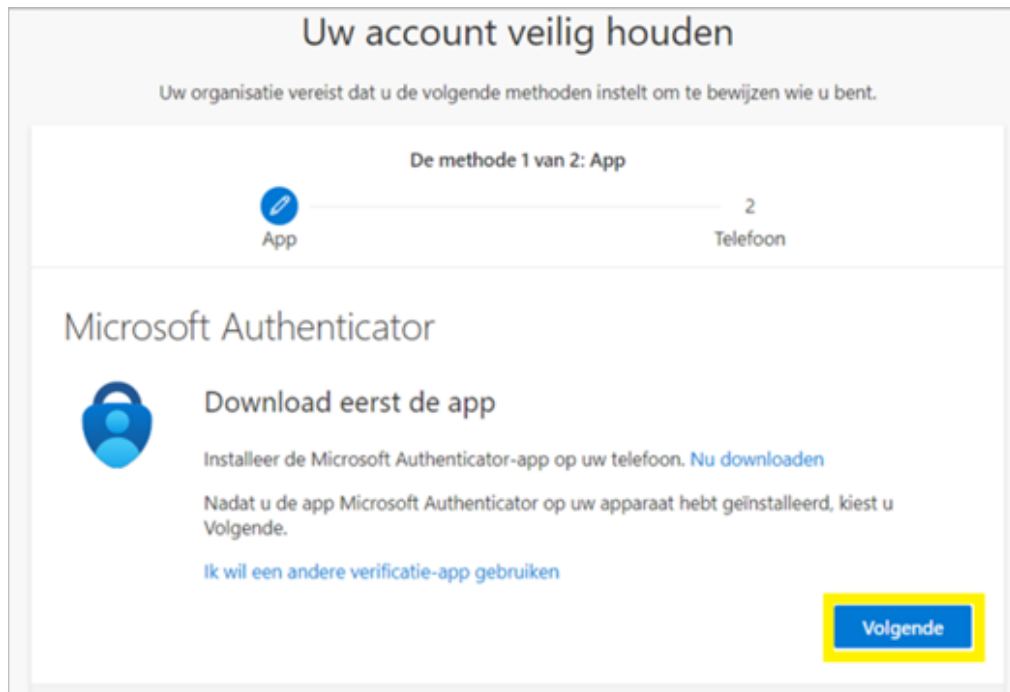 Uw account veilig houden
Uw organisatie vereist dat u de volgende methoden instelt om te bewijzen wie u bent.
De methode 1 van 2: App
2
App
Telefoon
Microsoft Authenticator
Download eerst de app
Installeer de Microsoft Authenticator-app op uw telefoon. Nu downloaden
Nadat u de app Microsoft Authenticator op uw apparaat hebt geïnstalleerd, kiest u
Volgende.
Ik wil een andere verificatie-app gebruiken
Volgende